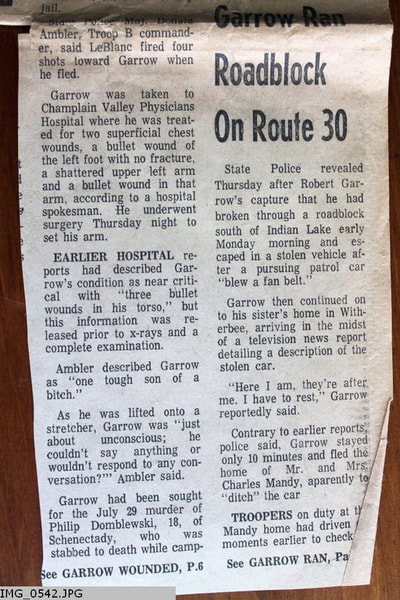 jail.
State Police Maj. Donald
Ambler, Troop B command-
er, said LeBlanc fired four
shots toward Garrow when
he fled.
Garrow was taken to
Champlain Valley Physicians
Hospital where he was treat-
ed for two superficial chest
wounds, a bullet wound of
the left foot with no fracture,
a shattered upper left arm
and a bullet wound in that
arm, according to a hospital
spokesman. He underwent
surgery Thursday night to
set his arm.
EARLIER HOSPITAL re-
ports had described Gar-
row's condition as near criti-
cal with "three bullet
wounds in his torso," but
this information was re-
leased prior to x-rays and a
complete examination.
Ambler described Garrow
as "one tough son of a
bitch."
As he was lifted onto a
stretcher, Garrow was "just
about unconscious; he
couldn't say anything or
wouldn't respond to any con-
versation?'" Ambler said.
Garrow had been sought
for the July 29 murder of
Philip Domblewski, 18, of
Schenectady, who was
stabbed to death while camp-
See GARROW WOUNDED, P.6
Garrow Ran
Roadblock
On Route 30
State Police revealed
Thursday after Robert Gar-
row's capture that he had
broken through a roadblock
south of Indian Lake early
Monday morning and es-
caped in a stolen vehicle af-
ter a pursuing patrol car
"blew a fan belt."
Garrow then continued on
to his sister's home in With-
erbee, arriving in the midst
of a television news report
detailing a description of the
stolen car.
"Here I am, they're after
me. I have to rest," Garrow
reportedly said.
Contrary to earlier reports,
police said, Garrow stayed
only 10 minutes and fled the
home of Mr. and Mrs.
Charles Mandy, aparently to
"ditch" the car
TROOPERS on duty at th
Mandy home had driven
moments earlier to check
See GARROW RAN, Pa
IMG_0542.JPG